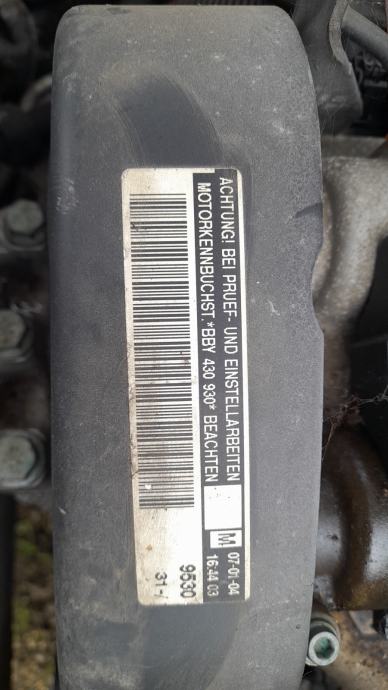 ACHTUNG! BEI PRUEF- UND EINSTELLARBEITEN
MOTORKENNBUCHST.*BBY 430 930* BEACHTEN
M
07-01-04
16:44 03
9530
31-/